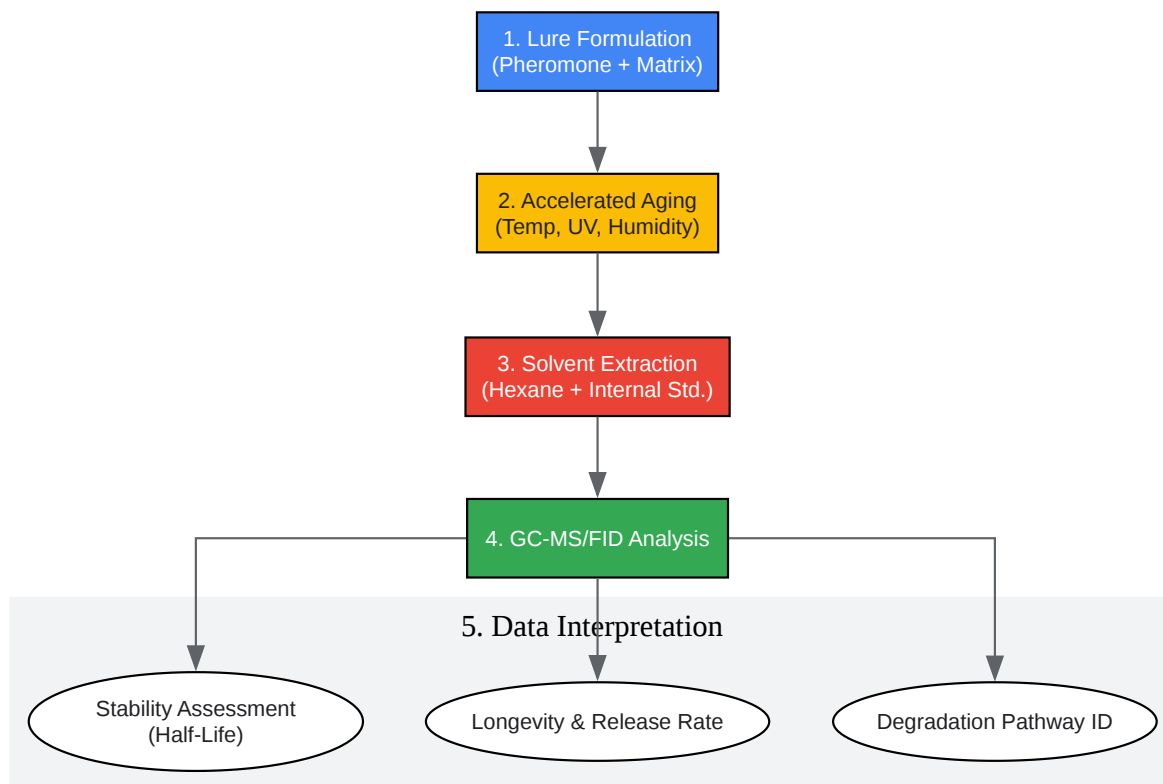 1. Lure Formulation
(Pheromone + Matrix)
2. Accelerated Aging
(Temp, UV, Humidity)
3. Solvent Extraction
(Hexane + Internal Std.)
4. GC-MS/FID Analysis
5. Data Interpretation
Stability Assessment
(Half-Life)
Longevity & Release Rate
Degradation Pathway ID